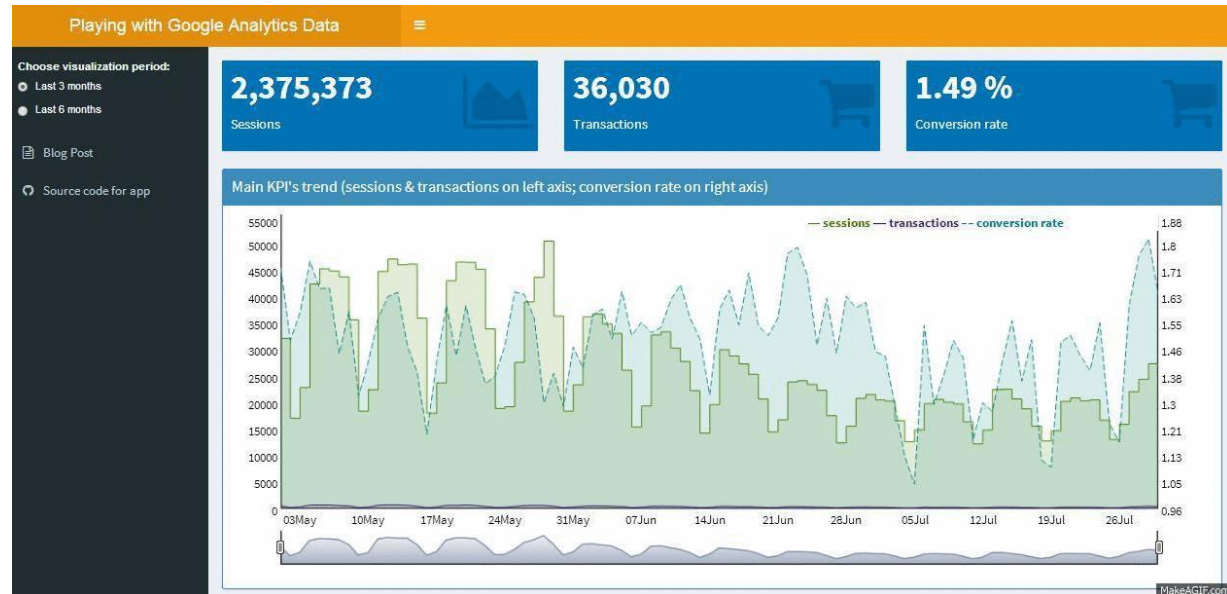 Playing with Google Analytics Data
Choose visualization period:
Last 3 months
Last 6 months
Blog Post
Source code for app
2,375,373
Sessions
36,030
Transactions
1.49 %
Conversion rate
Main KPI's trend (sessions & transactions on left axis; conversion rate on right axis)
sessions transactions conversion rate
55000
50000
45000
40000
35000
30000
25000
20000
15000
10000
5000
0
1.88
1.8
1.71
1.63
1.55
1.46
1.38
1.3
1.21
1.13
1.05
0.96
03May 10May 17May 24May 31May 07Jun 14Jun 21Jun 28Jun 05Jul 12Jul 19Jul 26Jul
MakeAGIF.com